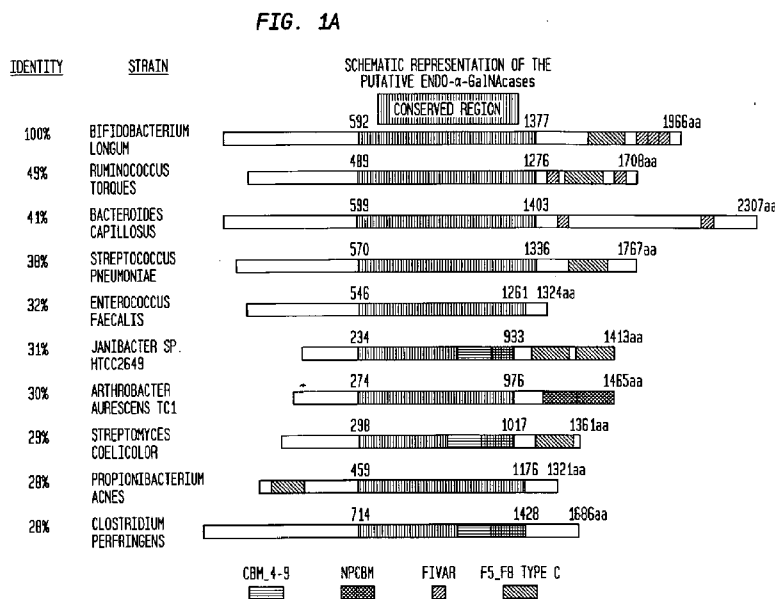 FIG. 1A
IDENTITY STRAIN SCHEMATIC REPRESENTATION OF THE
PUTATIVE ENDO-α-GalNAcases
CONSERVED REGION
592 1377 1966aa
100% BIFIDOBACTERIUM
LONGUM
489 1276 1708aa
49% RUMINOCOCCUS
TORQUES
599 1403 2307aa
41% BACTEROIDES
CAPILLOSUS
570 1336 1767aa
38% STREPTOCOCCUS
PNEUMONIAE
546 1261 1324aa
32% ENTEROCOCCUS
FAECALIS
234 933 1413aa
31% JANIBACTER SP.
HTCC2649
274 976 1465aa
30% ARTHROBACTER
AURESCENS TC1
298 1017 1361aa
29% STREPTOMYCES
COELICOLOR
459 1176 1321aa
28% PROPIONIBACTERIUM
ACNES
714 1428 1686aa
26% CLOSTRIDIUM
PERFRINGENS
CBM_4-9 NPCBM FIVAR F5_F8 TYPE C